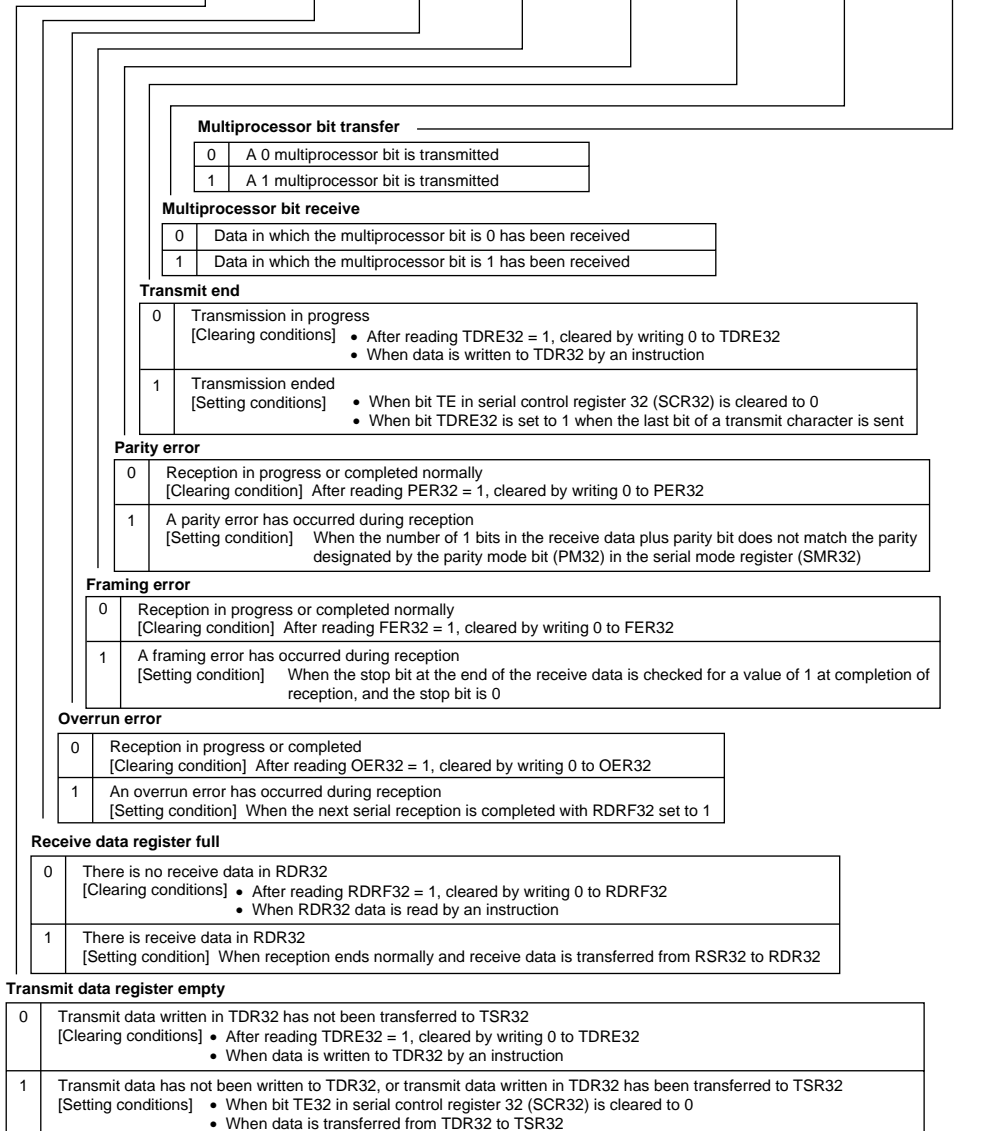 Multiprocessor bit transfer
0 A 0 multiprocessor bit is transmitted
1 A 1 multiprocessor bit is transmitted
Multiprocessor bit receive
0 Data in which the multiprocessor bit is 0 has been received
1 Data in which the multiprocessor bit is 1 has been received
Transmit end
0 Transmission in progress
[Clearing conditions] • After reading TDRE32 = 1, cleared by writing 0 to TDRE32
• When data is written to TDR32 by an instruction
1 Transmission ended
[Setting conditions] • When bit TE in serial control register 32 (SCR32) is cleared to 0
• When bit TDRE32 is set to 1 when the last bit of a transmit character is sent
Parity error
0 Reception in progress or completed normally
[Clearing condition] After reading PER32 = 1, cleared by writing 0 to PER32
1 A parity error has occurred during reception
[Setting condition] When the number of 1 bits in the receive data plus parity bit does not match the parity
designated by the parity mode bit (PM32) in the serial mode register (SMR32)
Framing error
0 Reception in progress or completed normally
[Clearing condition] After reading FER32 = 1, cleared by writing 0 to FER32
1 A framing error has occurred during reception
[Setting condition] When the stop bit at the end of the receive data is checked for a value of 1 at completion of
reception, and the stop bit is 0
Overrun error
0 Reception in progress or completed
[Clearing condition] After reading OER32 = 1, cleared by writing 0 to OER32
1 An overrun error has occurred during reception
[Setting condition] When the next serial reception is completed with RDRF32 set to 1
Receive data register full
0 There is no receive data in RDR32
[Clearing conditions] • After reading RDRF32 = 1, cleared by writing 0 to RDRF32
• When RDR32 data is read by an instruction
1 There is receive data in RDR32
[Setting condition] When reception ends normally and receive data is transferred from RSR32 to RDR32
Transmit data register empty
0 Transmit data written in TDR32 has not been transferred to TSR32
[Clearing conditions] • After reading TDRE32 = 1, cleared by writing 0 to TDRE32
• When data is written to TDR32 by an instruction
1 Transmit data has not been written to TDR32, or transmit data written in TDR32 has been transferred to TSR32
[Setting conditions] • When bit TE32 in serial control register 32 (SCR32) is cleared to 0
• When data is transferred from TDR32 to TSR32